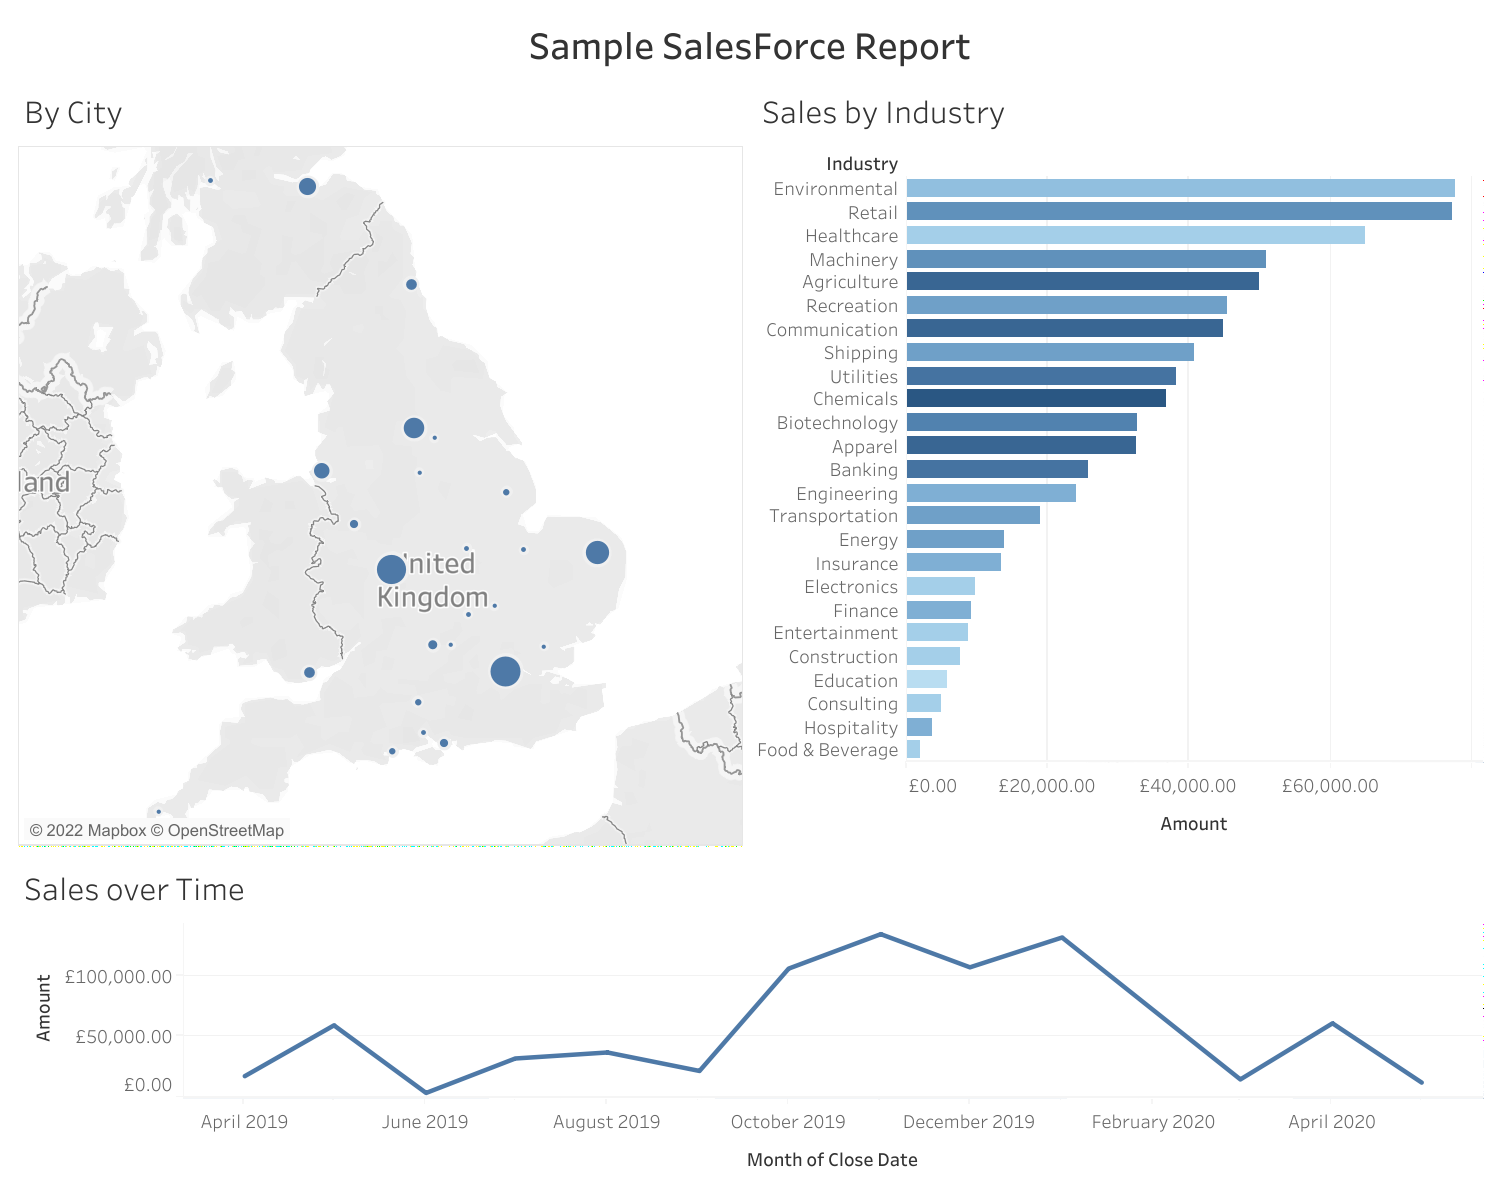 Sample SalesForce Report
By City
land
United
Kingdom
© 2022 Mapbox © OpenStreetMap
Sales by Industry
Industry
Environmental
Retail
Healthcare
Machinery
Agriculture
Recreation
Communication
Shipping
Utilities
Chemicals
Biotechnology
Apparel
Banking
Engineering
Transportation
Energy
Insurance
Electronics
Finance
Entertainment
Construction
Education
Consulting
Hospitality
Food & Beverage
£0.00 £20,000.00 £40,000.00 £60,000.00
Amount
Sales over Time
Amount
£100,000.00
£50,000.00
£0.00
April 2019 June 2019 August 2019 October 2019 December 2019 February 2020 April 2020
Month of Close Date